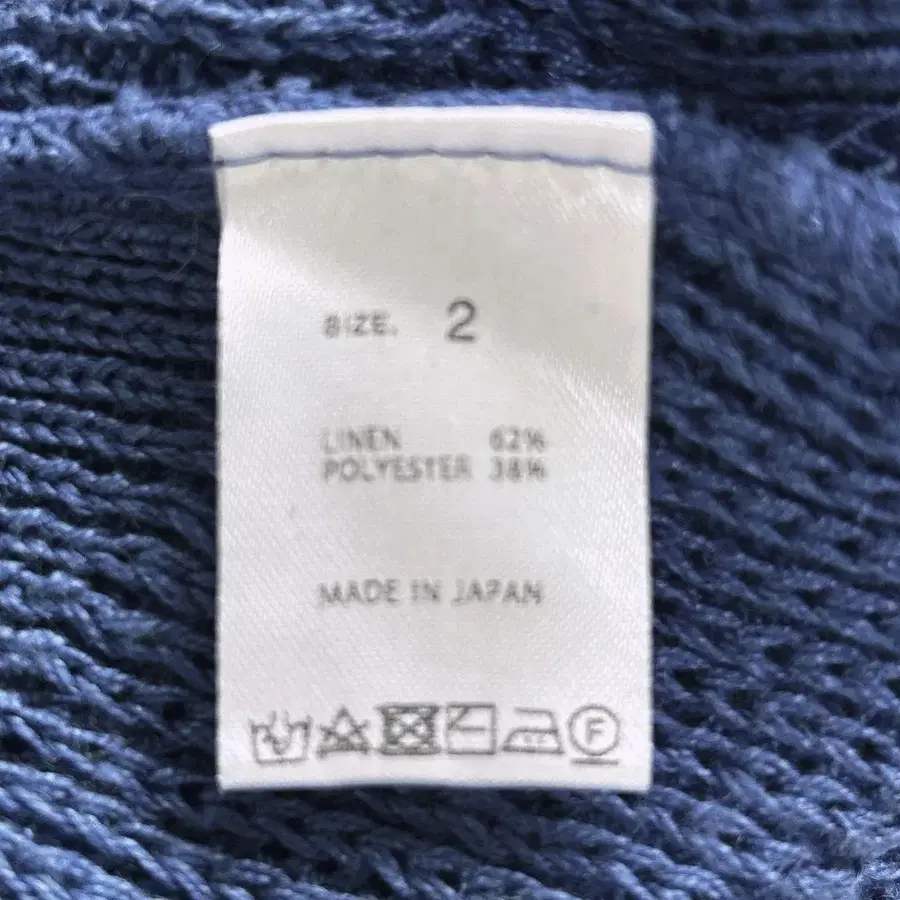 SIZE. 2
LINEN 62%
POLYESTER 38%
MADE IN JAPAN
F